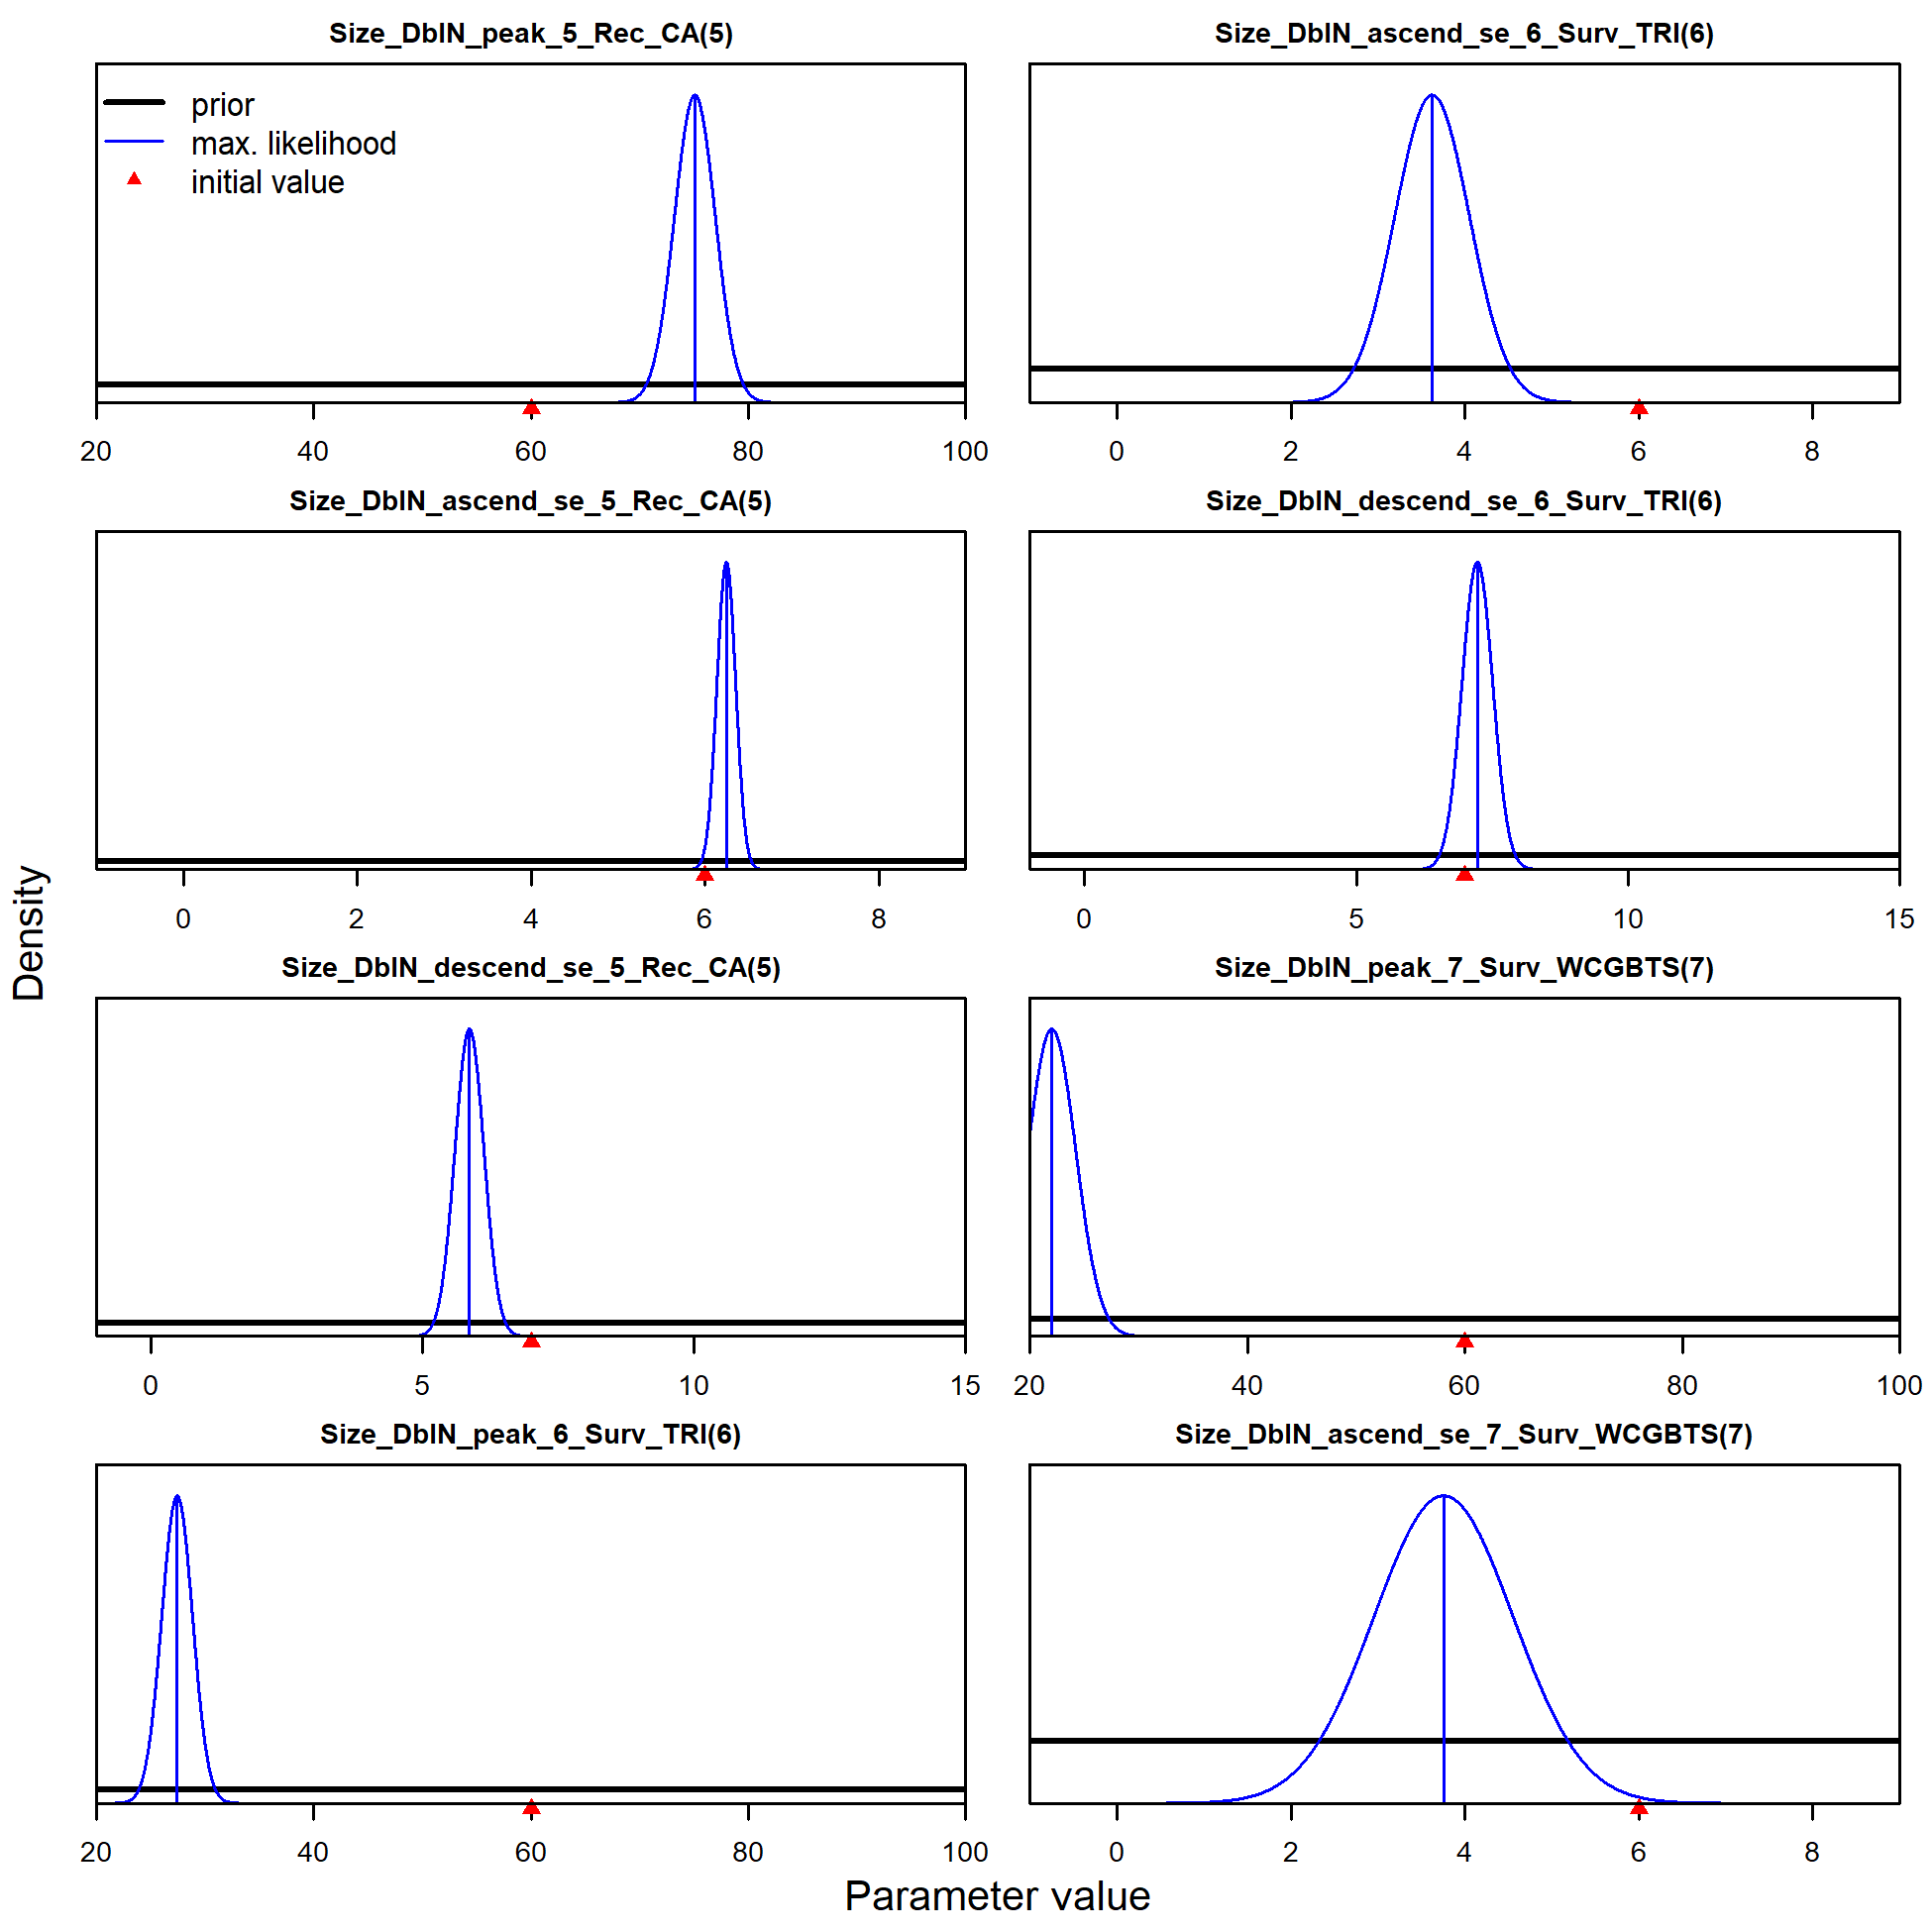 Size_DblN_peak_5_Rec_CA(5)
prior
max. likelihood
initial value
20 40 60 80 100
Size_DblN_ascend_se_6_Surv_TRI(6)
0 2 4 6 8
Size_DblN_ascend_se_5_Rec_CA(5)
0 2 4 6 8
Size_DblN_descend_se_6_Surv_TRI(6)
0 5 10 15
Size_DblN_descend_se_5_Rec_CA(5)
0 5 10 15
Size_DblN_peak_7_Surv_WCGBTS(7)
20 40 60 80 100
Size_DblN_peak_6_Surv_TRI(6)
20 40 60 80 100
Size_DblN_ascend_se_7_Surv_WCGBTS(7)
0 2 4 6 8
Density
Parameter value